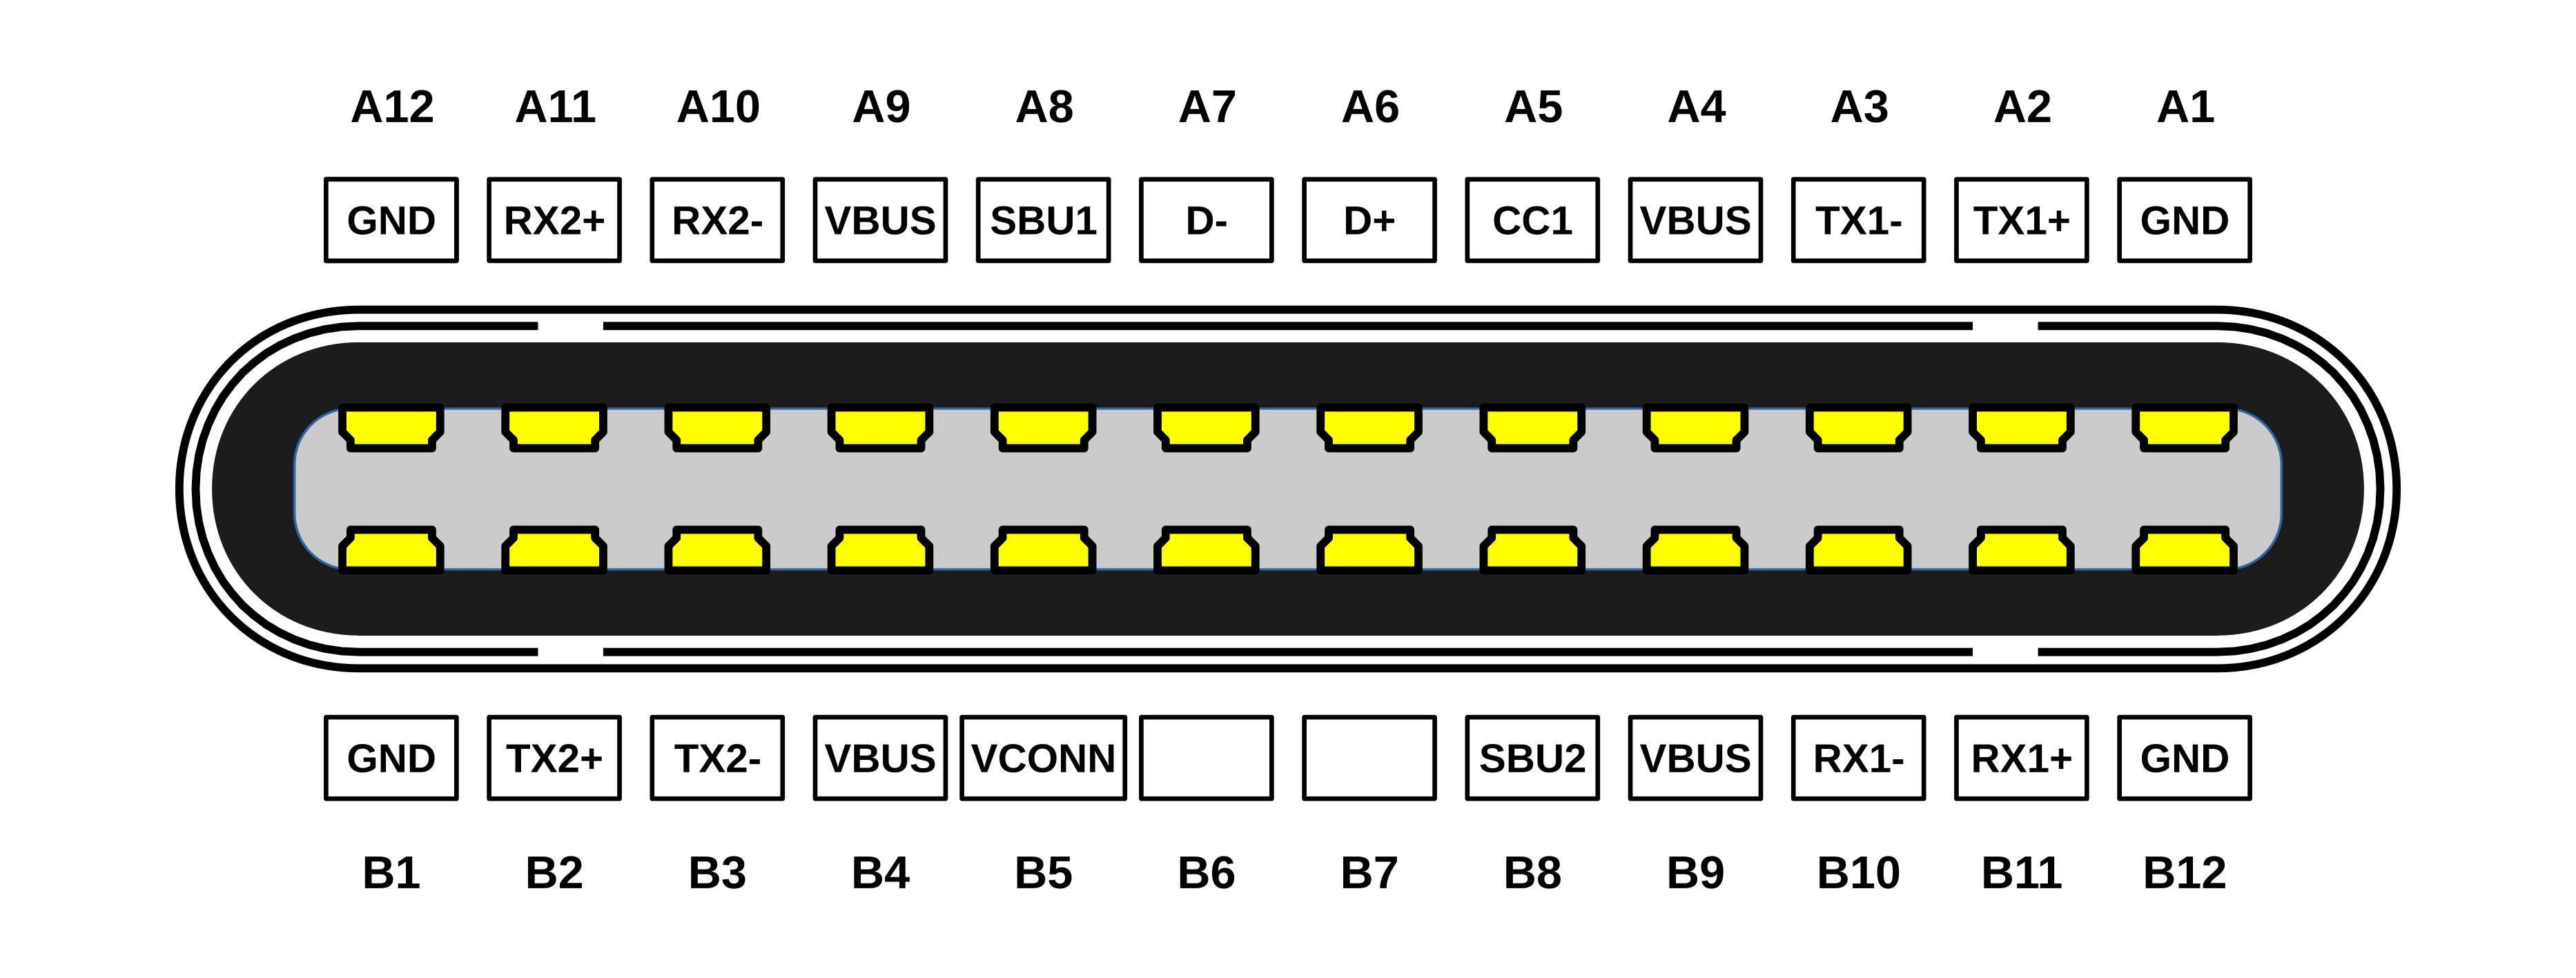 A12 A11 A10 A9 A8 A7 A6 A5 A4 A3 A2 A1
GND RX2+ RX2- VBUS SBU1 D- D+ CC1 VBUS TX1- TX1+ GND
GND TX2+ TX2- VBUS VCONN SBU2 VBUS RX1- RX1+ GND
B1 B2 B3 B4 B5 B6 B7 B8 B9 B10 B11 B12